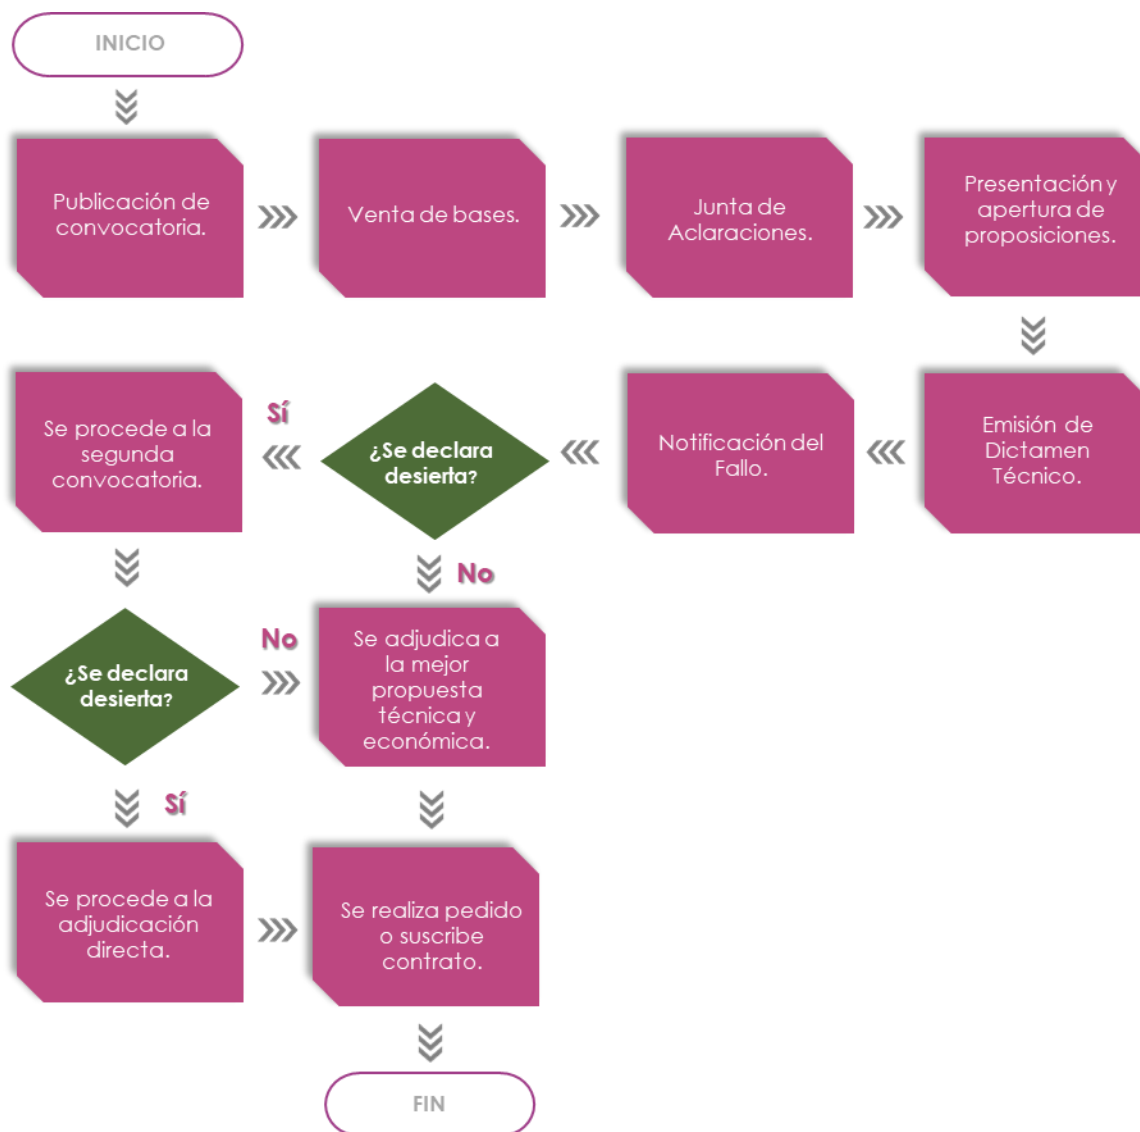 INICIO
Publicación de
convocatoria.
Venta de bases.
Junta de
Aclaraciones.
Presentación y
apertura de
proposiciones.
Emisión de
Dictamen
Técnico.
Notificación del
Fallo.
¿Se declara
desierta?
Sí
Se procede a la
segunda
convocatoria.
No
¿Se declara
desierta?
No
Se adjudica a
la mejor
propuesta
técnica y
económica.
Sí
Se procede a la
adjudicación
directa.
Se realiza pedido
o suscribe
contrato.
FIN